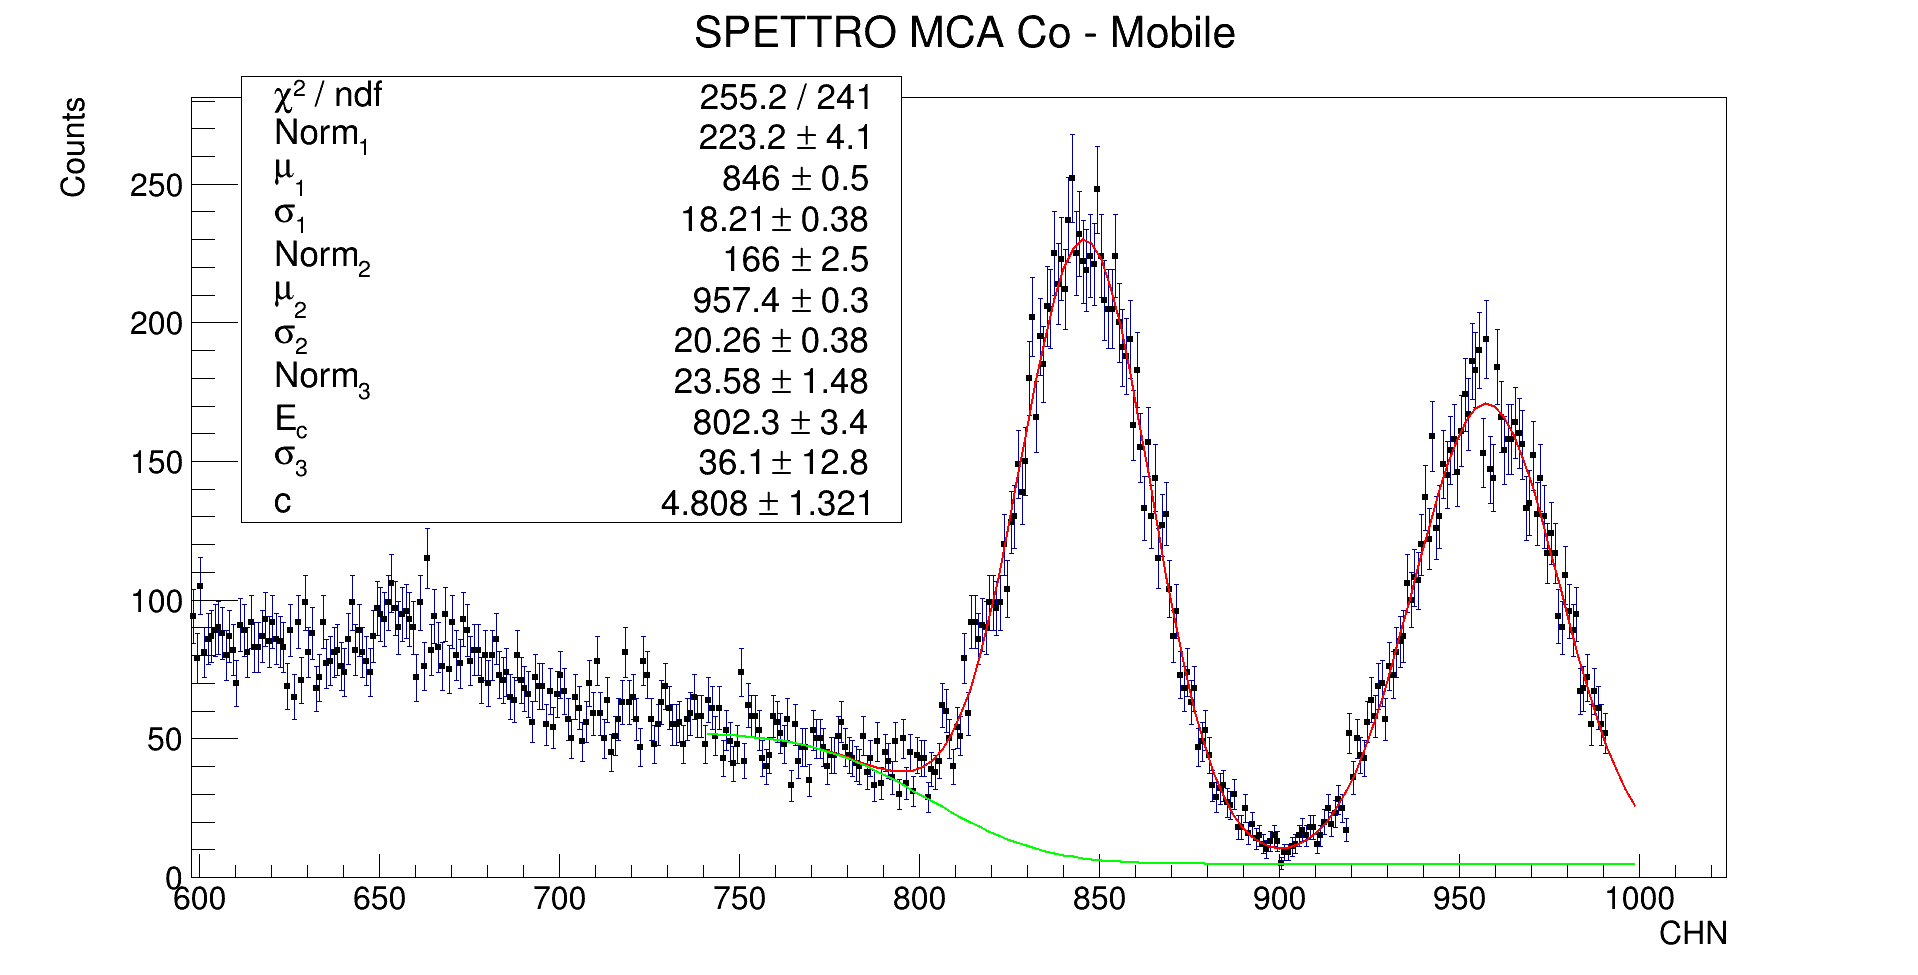 SPETTRO MCA Co - Mobile
Counts
χ² / ndf 255.2 / 241
Norm₁ 223.2 ± 4.1
μ₁ 846 ± 0.5
σ₁ 18.21 ± 0.38
Norm₂ 166 ± 2.5
μ₂ 957.4 ± 0.3
σ₂ 20.26 ± 0.38
Norm₃ 23.58 ± 1.48
E_c 802.3 ± 3.4
σ₃ 36.1 ± 12.8
c 4.808 ± 1.321
250
200
150
100
50
0
600 650 700 750 800 850 900 950 1000
CHN